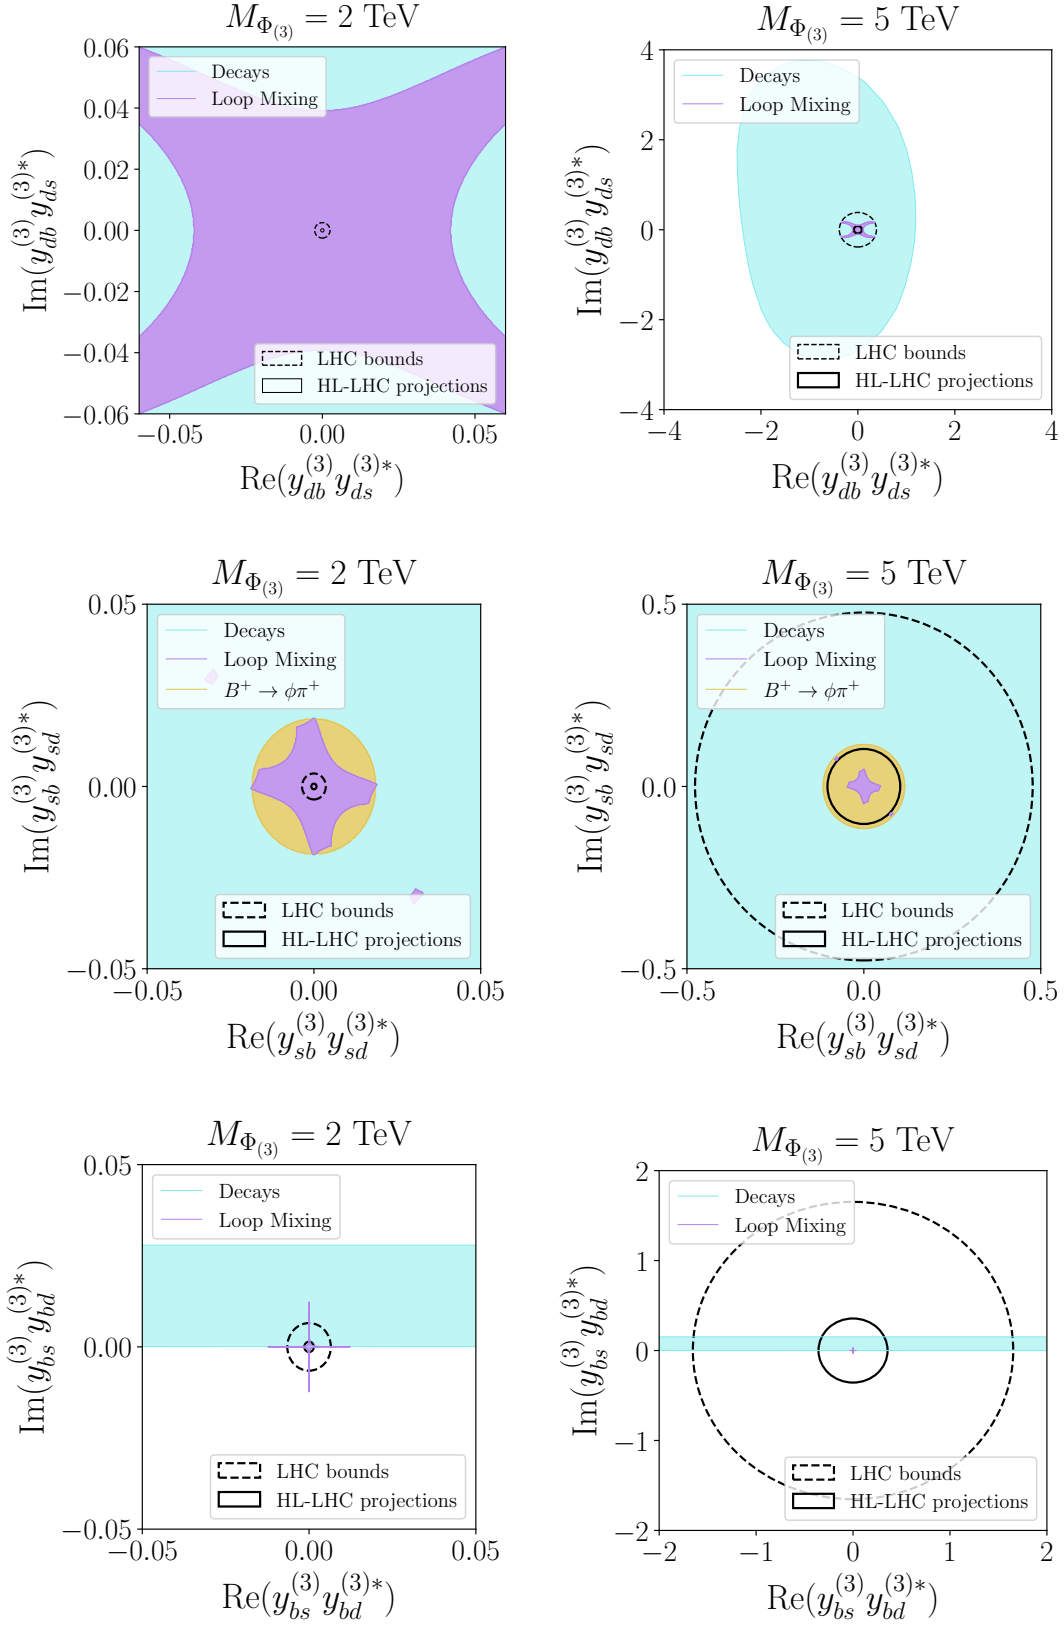 M_{Φ_{(3)}} = 2 TeV
0.06
0.04
0.02
0.00
−0.02
−0.04
−0.06
Im(y_{db}^{(3)} y_{ds}^{(3)*})
Decays
Loop Mixing
LHC bounds
HL-LHC projections
−0.05
0.00
0.05
Re(y_{db}^{(3)} y_{ds}^{(3)*})
M_{Φ_{(3)}} = 5 TeV
4
2
0
−2
−4
Im(y_{db}^{(3)} y_{ds}^{(3)*})
Decays
Loop Mixing
LHC bounds
HL-LHC projections
−4
−2
0
2
4
Re(y_{db}^{(3)} y_{ds}^{(3)*})
M_{Φ_{(3)}} = 2 TeV
0.05
0.00
−0.05
Im(y_{sb}^{(3)} y_{sd}^{(3)*})
Decays
Loop Mixing
B^+ → ϕπ^+
LHC bounds
HL-LHC projections
−0.05
0.00
0.05
Re(y_{sb}^{(3)} y_{sd}^{(3)*})
M_{Φ_{(3)}} = 5 TeV
0.5
0.0
−0.5
Im(y_{sb}^{(3)} y_{sd}^{(3)*})
Decays
Loop Mixing
B^+ → ϕπ^+
LHC bounds
HL-LHC projections
−0.5
0.0
0.5
Re(y_{sb}^{(3)} y_{sd}^{(3)*})
M_{Φ_{(3)}} = 2 TeV
0.05
0.00
−0.05
Im(y_{bs}^{(3)} y_{bd}^{(3)*})
Decays
Loop Mixing
LHC bounds
HL-LHC projections
−0.05
0.00
0.05
Re(y_{bs}^{(3)} y_{bd}^{(3)*})
M_{Φ_{(3)}} = 5 TeV
2
1
0
−1
−2
Im(y_{bs}^{(3)} y_{bd}^{(3)*})
Decays
Loop Mixing
LHC bounds
HL-LHC projections
−2
−1
0
1
2
Re(y_{bs}^{(3)} y_{bd}^{(3)*})